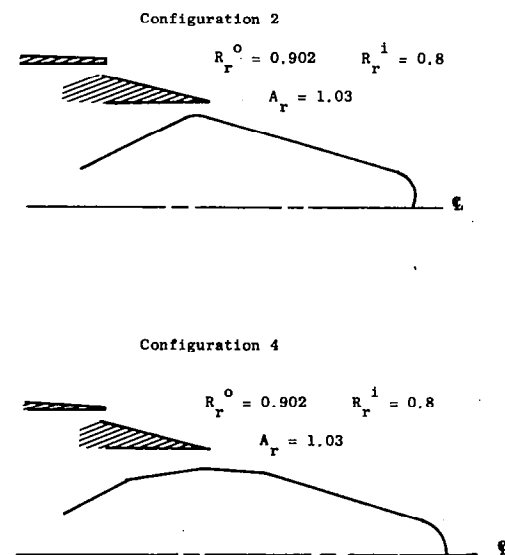 Configuration 2
R_r^o = 0.902 R_r^i = 0.8
A_r = 1.03
℄
Configuration 4
R_r^o = 0.902 R_r^i = 0.8
A_r = 1.03
℄